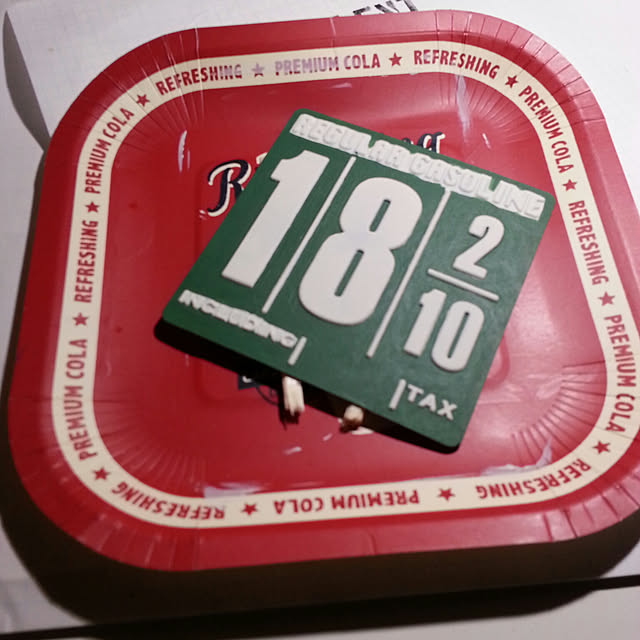 REFRESHING ★ PREMIUM COLA ★ REFRESHING ★ PREMIUM COLA ★ REFRESHING ★ PREMIUM COLA ★ REFRESHING ★ PREMIUM COLA ★ REFRESHING ★ PREMIUM COLA ★ REFRESHING ★ PREMIUM COLA ★
REGULAR GASOLINE
18 2/10
INCLUDING
TAX